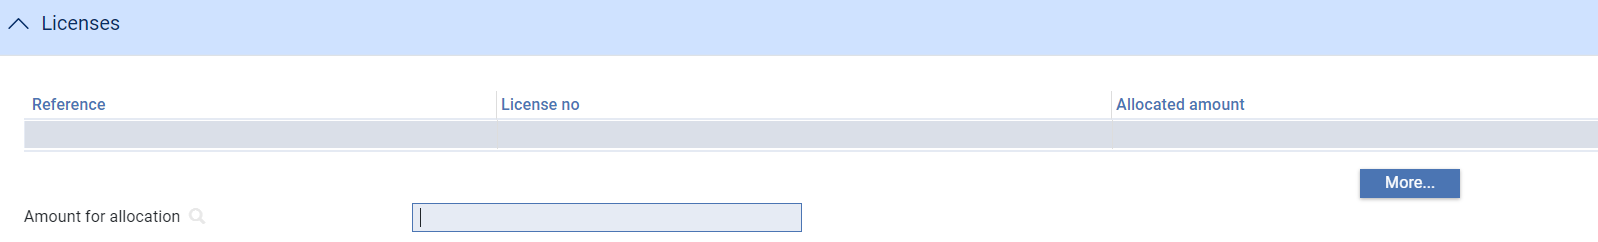 Licenses
Reference License no Allocated amount
More...
Amount for allocation